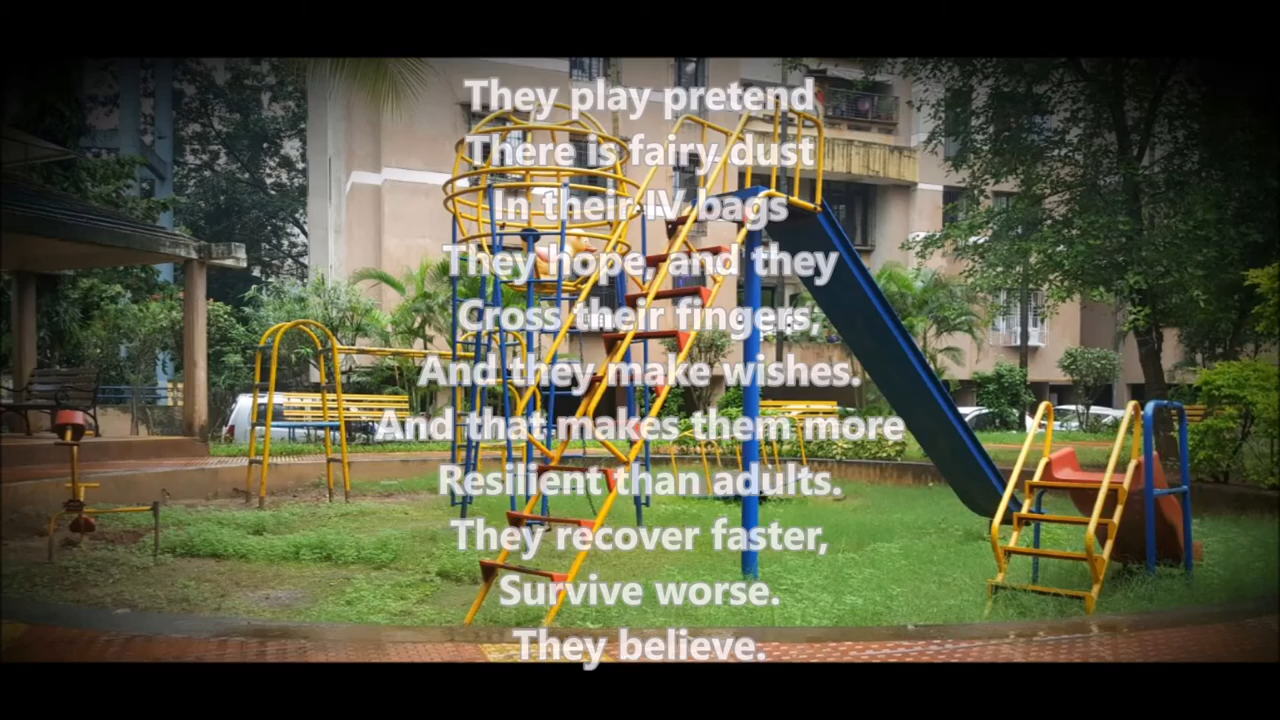 They play pretend
There is fairy dust
In their IV bags
They hope, and they
Cross their fingers,
And they make wishes.
And that makes them more
Resilient than adults.
They recover faster,
Survive worse.
They believe.